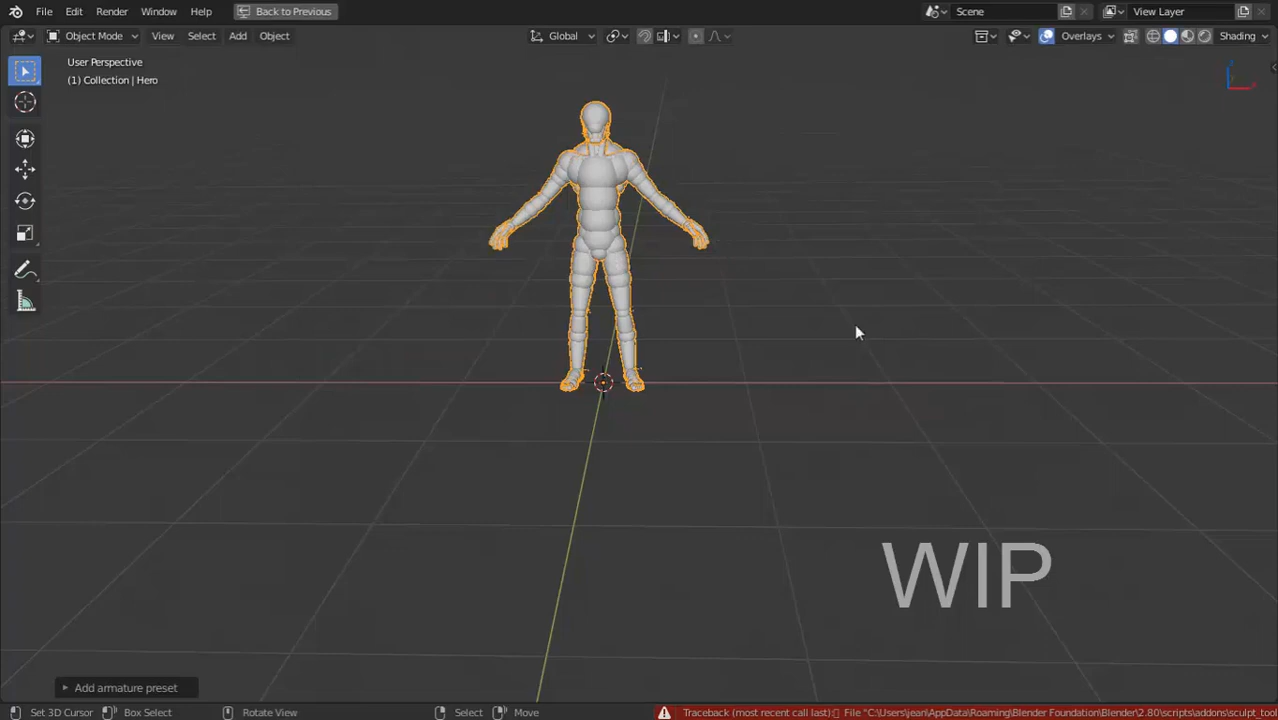 File Edit Render Window Help Back to Previous Scene View Layer
Object Mode View Select Add Object Global Overlays Shading
User Perspective
(1) Collection | Hero
WIP
Add armature preset
Set 3D Cursor Box Select Rotate View Select Move Traceback (most recent call last): File "C:\Users\jean\AppData\Roaming\Blender Foundation\Blender\2.80\scripts\addons\sculpt_tool